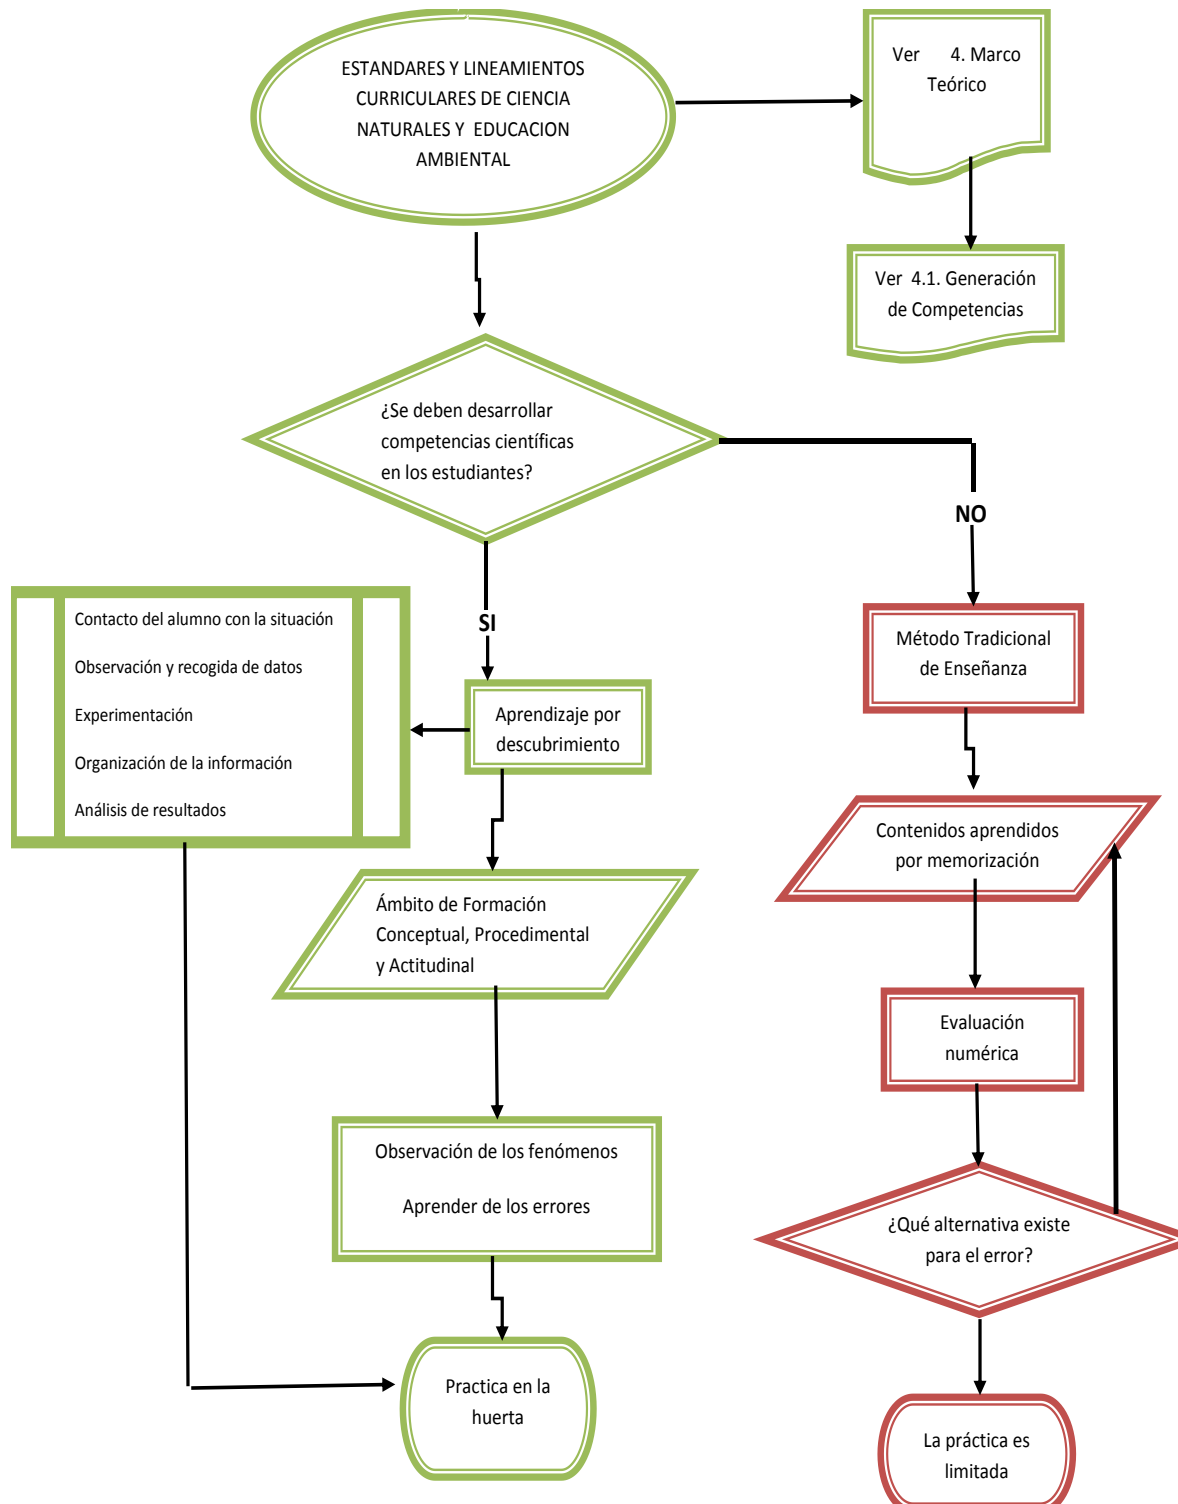 ESTANDARES Y LINEAMIENTOS
CURRICULARES DE CIENCIA
NATURALES Y EDUCACION
AMBIENTAL
Ver 4. Marco
Teórico
Ver 4.1. Generación
de Competencias
¿Se deben desarrollar
competencias científicas
en los estudiantes?
NO
SI
Contacto del alumno con la situación
Observación y recogida de datos
Experimentación
Organización de la información
Análisis de resultados
Aprendizaje por
descubrimiento
Método Tradicional
de Enseñanza
Contenidos aprendidos
por memorización
Ámbito de Formación
Conceptual, Procedimental
y Actitudinal
Evaluación
numérica
Observación de los fenómenos
Aprender de los errores
¿Qué alternativa existe
para el error?
Practica en la
huerta
La práctica es
limitada